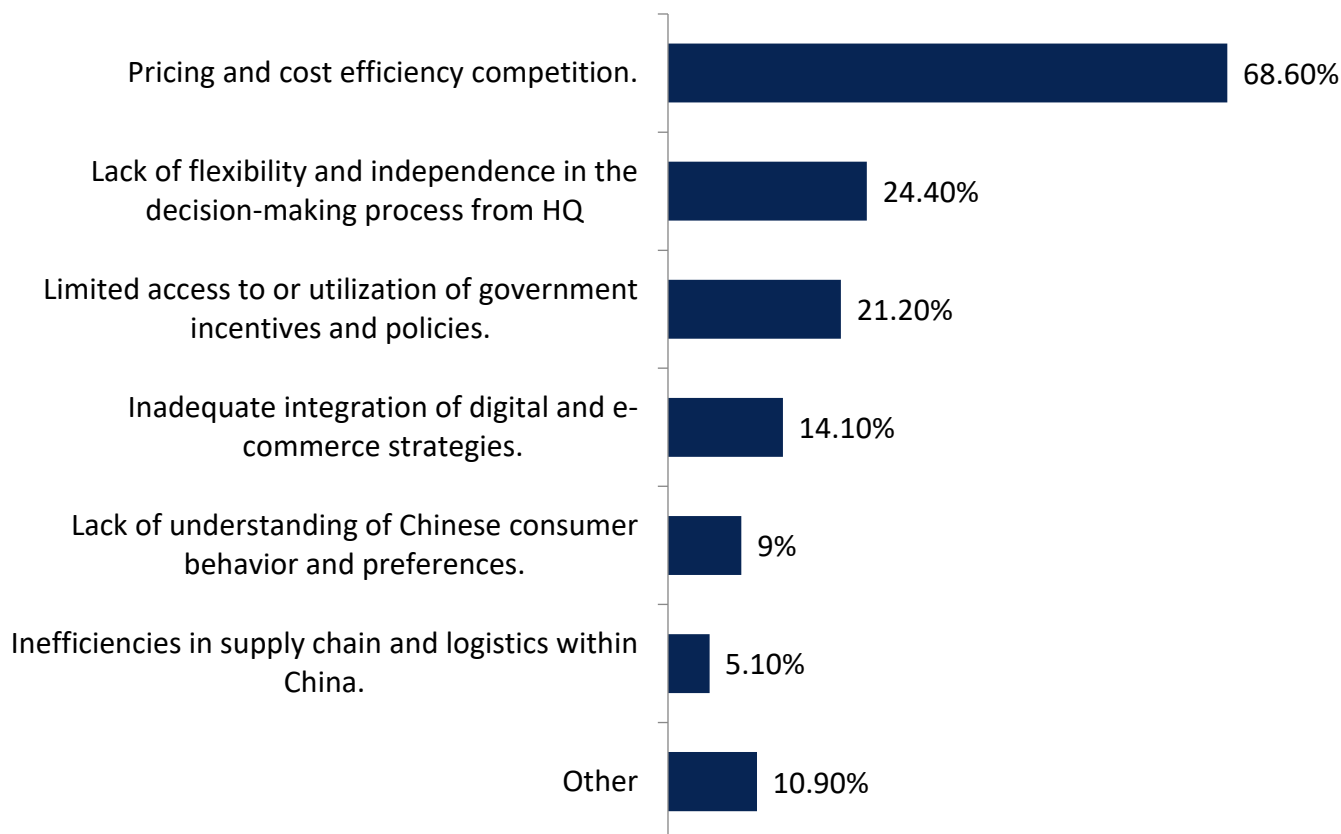 Pricing and cost efficiency competition.
68.60%
Lack of flexibility and independence in the
decision-making process from HQ
24.40%
Limited access to or utilization of government
incentives and policies.
21.20%
Inadequate integration of digital and e-
commerce strategies.
14.10%
Lack of understanding of Chinese consumer
behavior and preferences.
9%
Inefficiencies in supply chain and logistics within
China.
5.10%
Other
10.90%